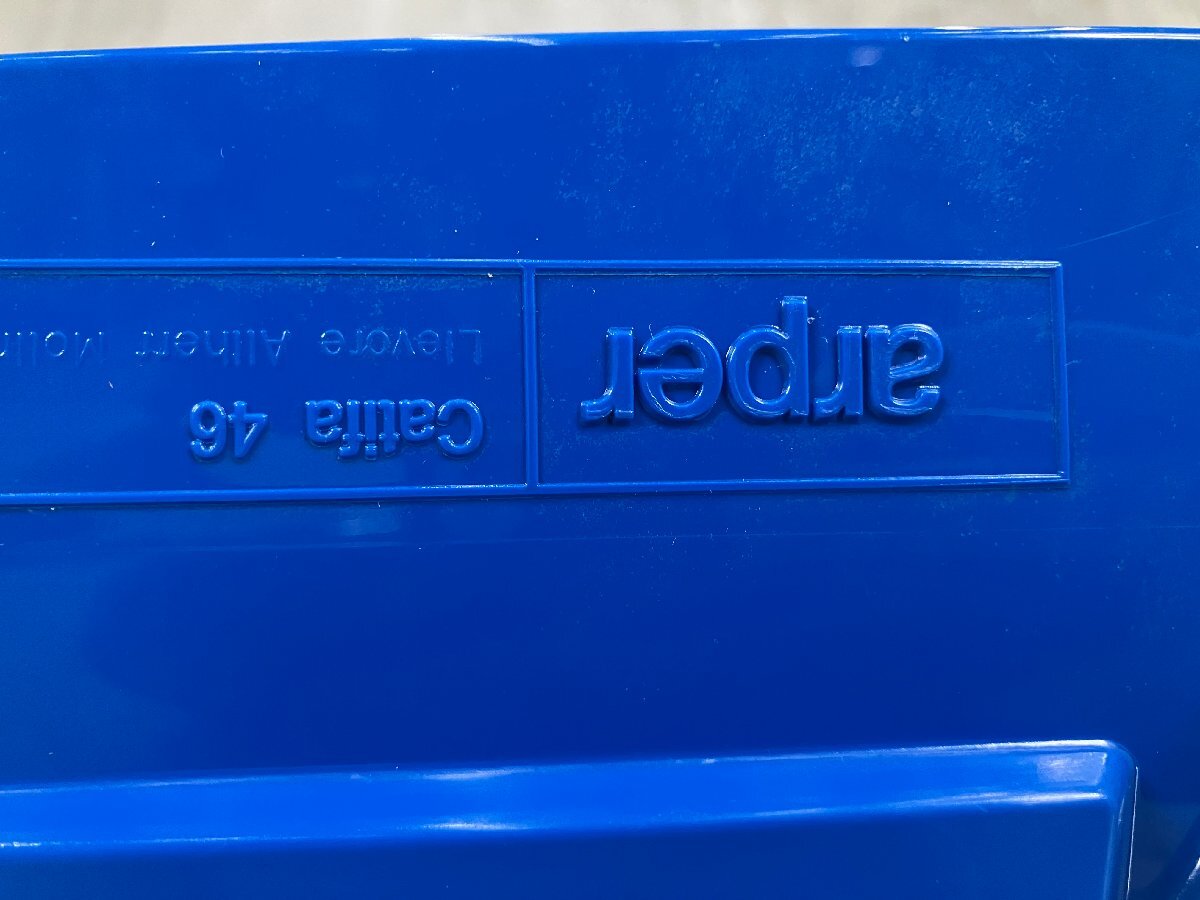 arper
Catifa 46
Lievore Altherr